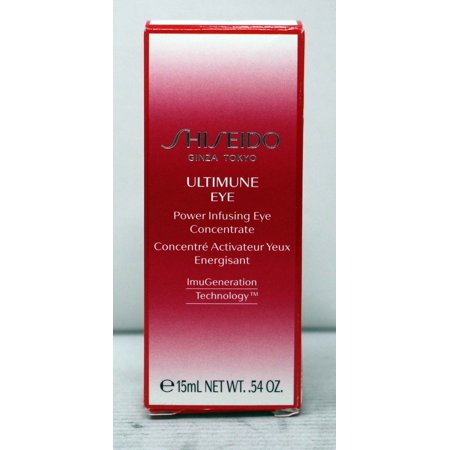 SHISEIDO
GINZA TOKYO
ULTIMUNE
EYE
Power Infusing Eye
Concentrate
Concentré Activateur Yeux
Energisant
ImuGeneration
Technology™
℮15mL NET WT. .54 OZ.